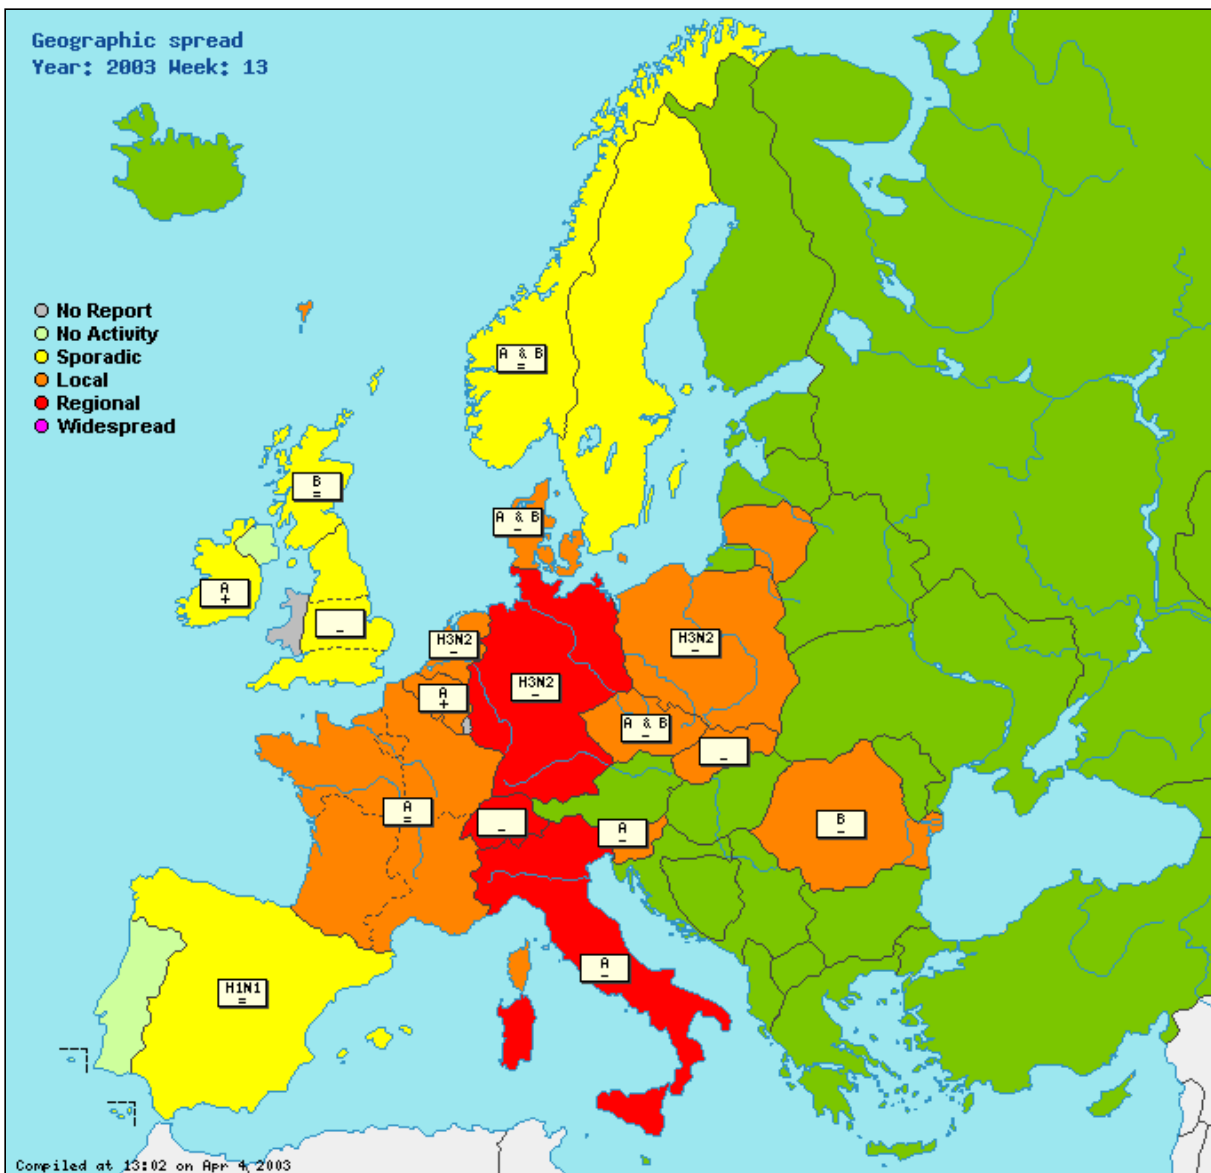 Geographic spread
Year: 2003 Week: 13
No Report
No Activity
Sporadic
Local
Regional
Widespread
A & B
=
B
=
A & B
-
A
+
-
H3N2
-
H3N2
-
H3N2
-
A
+
A & B
-
-
A
=
-
A
-
B
-
A
-
H1N1
=
Compiled at 13:02 on Apr 4 2003